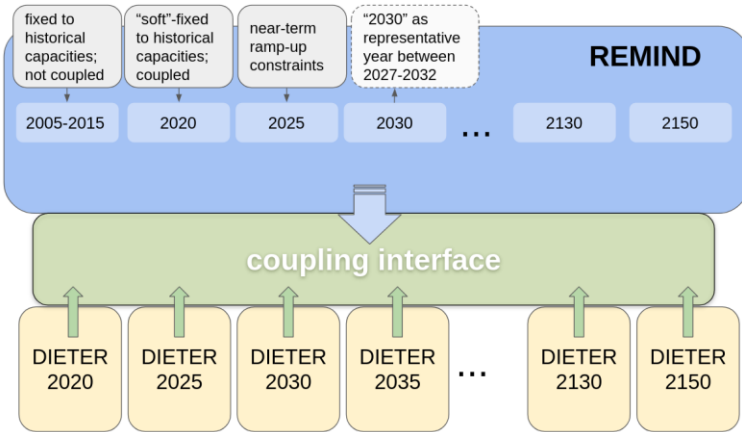 fixed to
historical
capacities;
not coupled
“soft”-fixed
to historical
capacities;
coupled
near-term
ramp-up
constraints
“2030” as
representative
year between
2027-2032
REMIND
2005-2015
2020
2025
2030
...
2130
2150
coupling interface
DIETER
2020
DIETER
2025
DIETER
2030
DIETER
2035
...
DIETER
2130
DIETER
2150